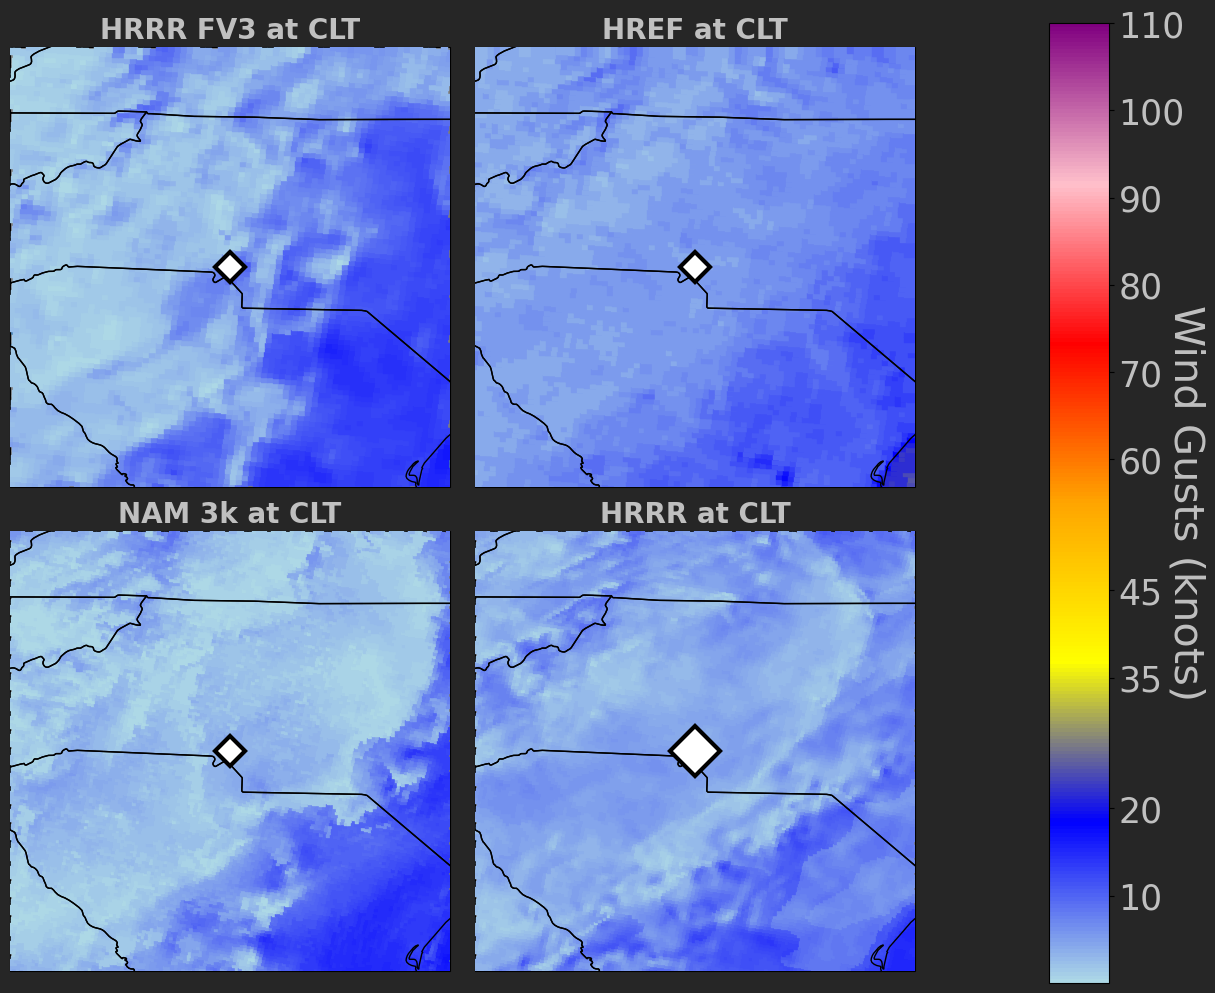 HRRR FV3 at CLT
HREF at CLT
NAM 3k at CLT
HRRR at CLT
110
100
90
80
70
60
45
35
20
10
Wind Gusts (knots)